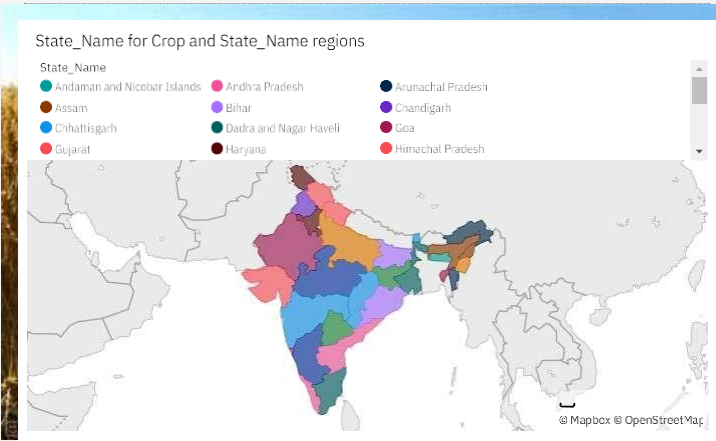 State_Name for Crop and State_Name regions
State_Name
Andaman and Nicobar Islands Andhra Pradesh Arunachal Pradesh
Assam Bihar Chandigarh
Chhattisgarh Dadra and Nagar Haveli Goa
Gujarat Haryana Himachal Pradesh
© Mapbox © OpenStreetMap